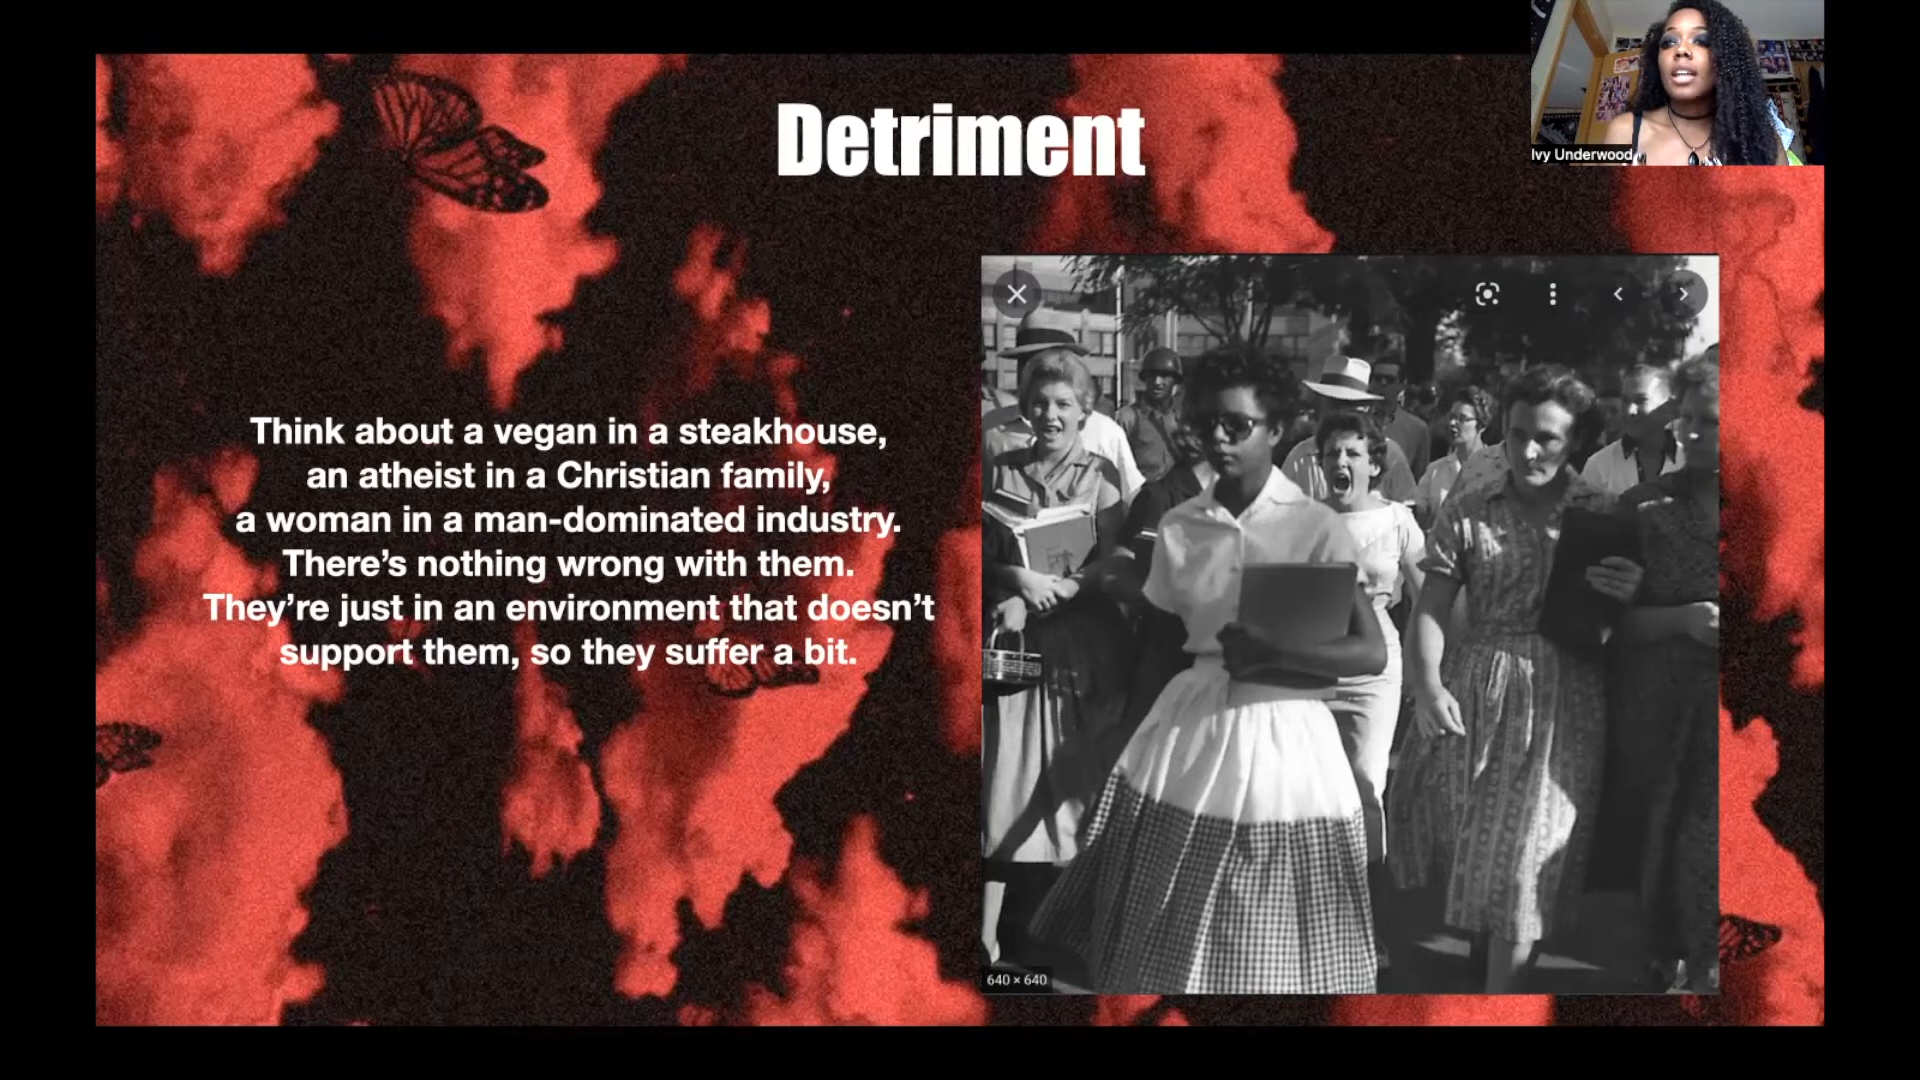 Detriment
Ivy Underwood
Think about a vegan in a steakhouse,
an atheist in a Christian family,
a woman in a man-dominated industry.
There’s nothing wrong with them.
They’re just in an environment that doesn’t
support them, so they suffer a bit.
640 × 640